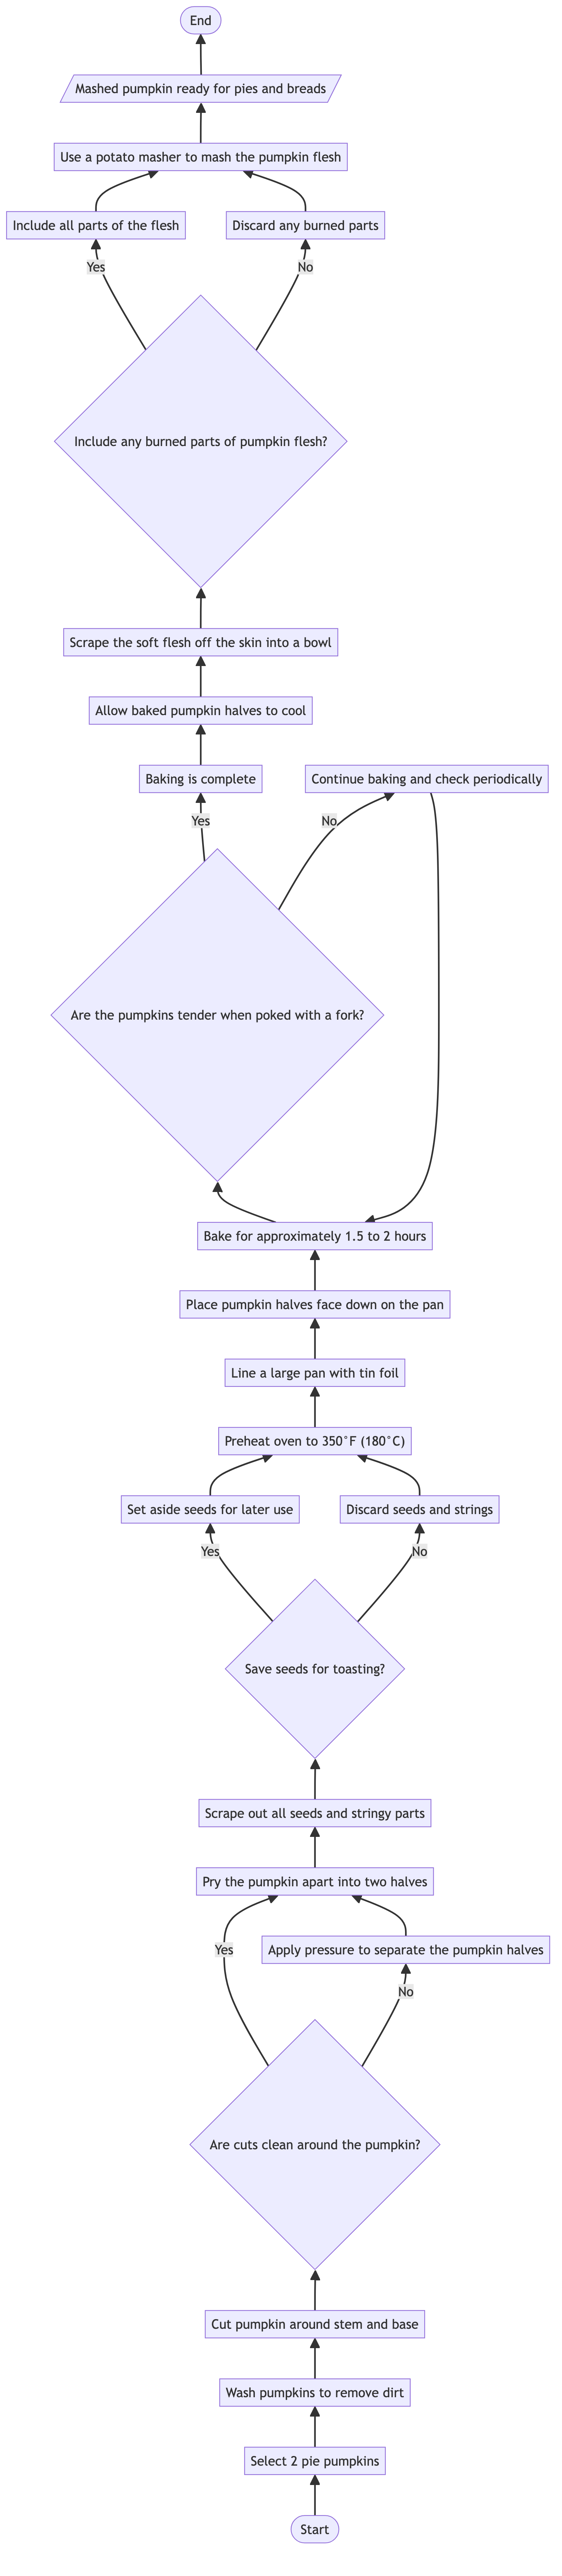 End
Mashed pumpkin ready for pies and breads
Use a potato masher to mash the pumpkin flesh
Include all parts of the flesh
Discard any burned parts
Yes
No
Include any burned parts of pumpkin flesh?
Scrape the soft flesh off the skin into a bowl
Allow baked pumpkin halves to cool
Baking is complete
Continue baking and check periodically
Yes
No
Are the pumpkins tender when poked with a fork?
Bake for approximately 1.5 to 2 hours
Place pumpkin halves face down on the pan
Line a large pan with tin foil
Preheat oven to 350°F (180°C)
Set aside seeds for later use
Discard seeds and strings
Yes
No
Save seeds for toasting?
Scrape out all seeds and stringy parts
Pry the pumpkin apart into two halves
Yes
Apply pressure to separate the pumpkin halves
No
Are cuts clean around the pumpkin?
Cut pumpkin around stem and base
Wash pumpkins to remove dirt
Select 2 pie pumpkins
Start